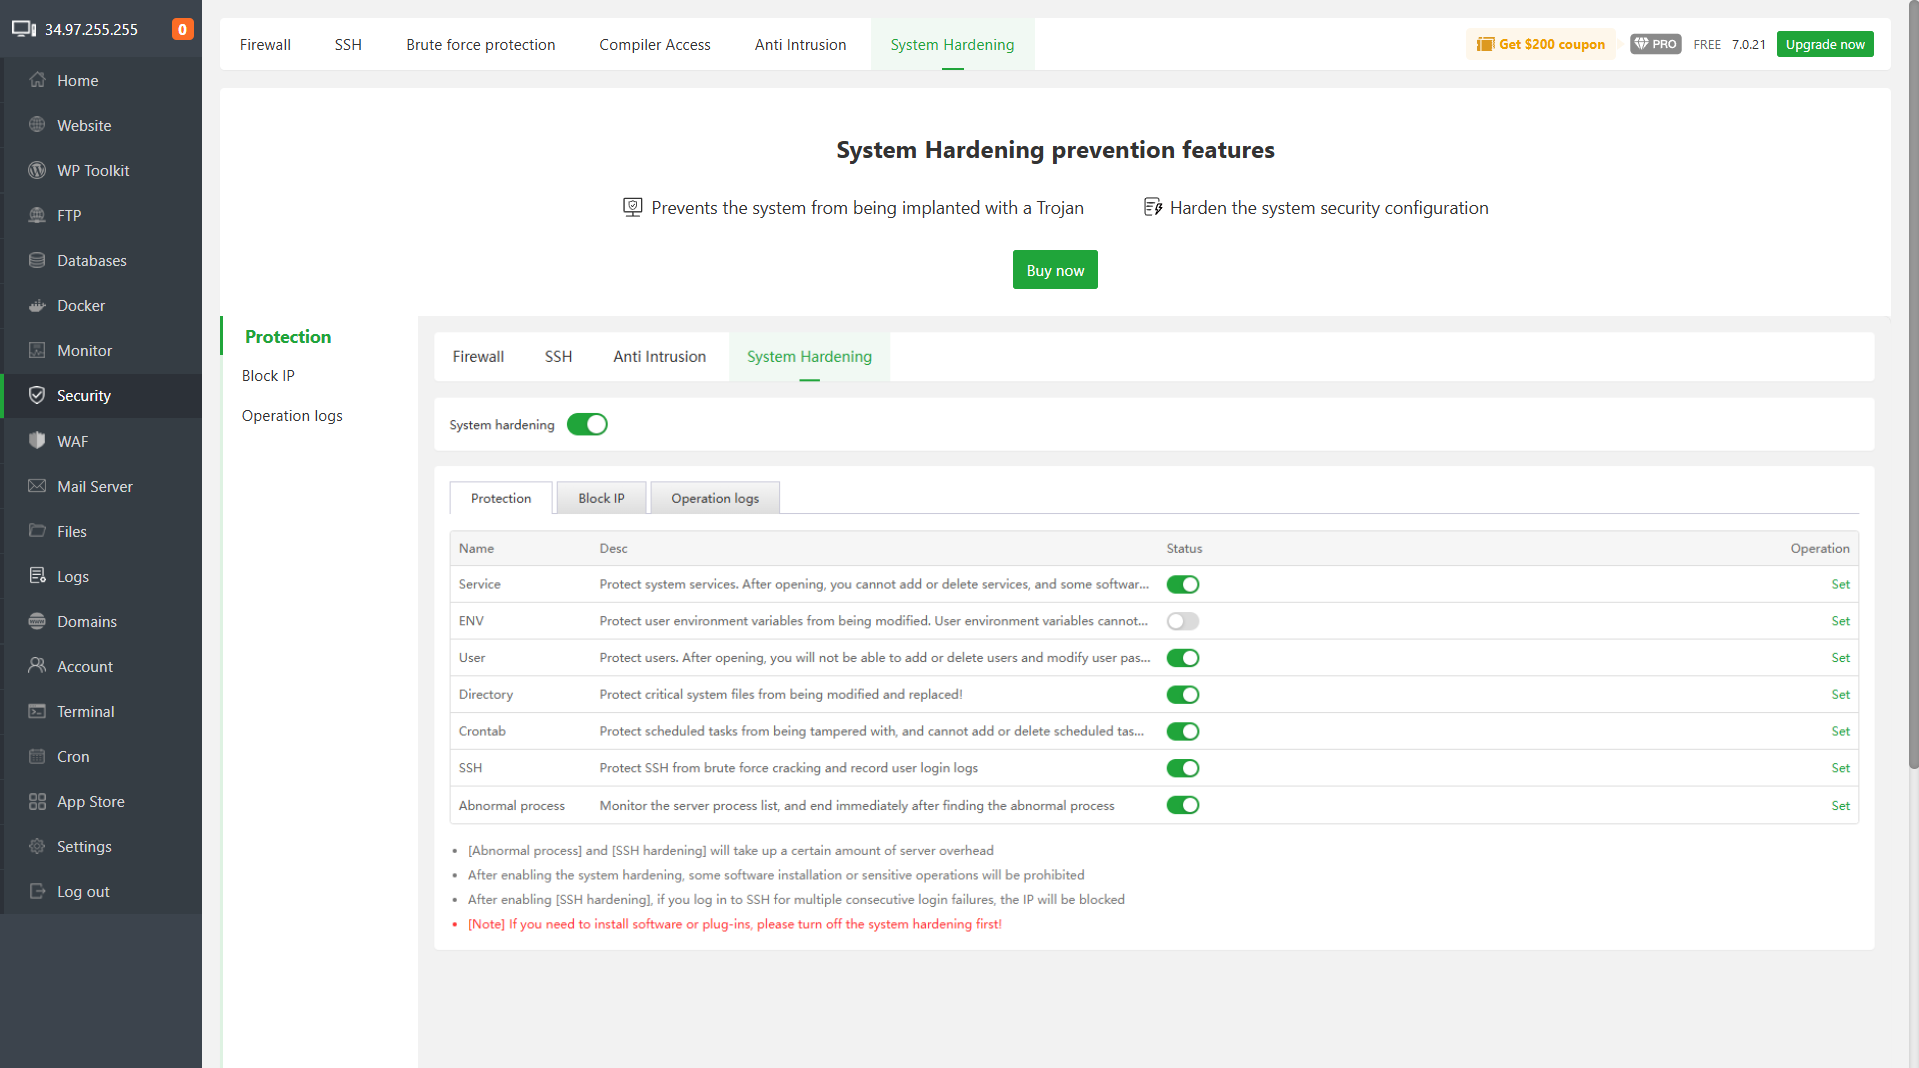 34.97.255.255
0
Home
Website
WP Toolkit
FTP
Databases
Docker
Monitor
Security
WAF
Mail Server
Files
Logs
Domains
Account
Terminal
Cron
App Store
Settings
Log out
Firewall SSH Brute force protection Compiler Access Anti Intrusion System Hardening
Get $200 coupon PRO FREE 7.0.21 Upgrade now
System Hardening prevention features
Prevents the system from being implanted with a Trojan Harden the system security configuration
Buy now
Protection
Block IP
Operation logs
Firewall SSH Anti Intrusion System Hardening
System hardening
Protection Block IP Operation logs
Name Desc Status Operation
Service Protect system services. After opening, you cannot add or delete services, and some softwar... Set
ENV Protect user environment variables from being modified. User environment variables cannot... Set
User Protect users. After opening, you will not be able to add or delete users and modify user pas... Set
Directory Protect critical system files from being modified and replaced! Set
Crontab Protect scheduled tasks from being tampered with, and cannot add or delete scheduled tas... Set
SSH Protect SSH from brute force cracking and record user login logs Set
Abnormal process Monitor the server process list, and end immediately after finding the abnormal process Set
• [Abnormal process] and [SSH hardening] will take up a certain amount of server overhead
• After enabling the system hardening, some software installation or sensitive operations will be prohibited
• After enabling [SSH hardening], if you log in to SSH for multiple consecutive login failures, the IP will be blocked
• [Note] If you need to install software or plug-ins, please turn off the system hardening first!